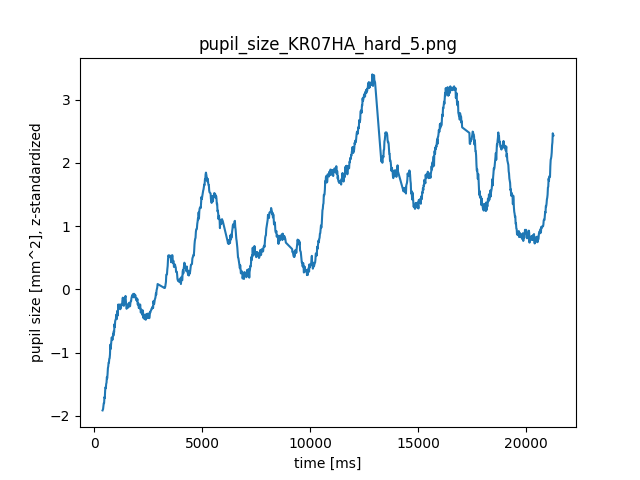 pupil_size_KR07HA_hard_5.png
pupil size [mm^2], z-standardized
3
2
1
0
−1
−2
0 5000 10000 15000 20000
time [ms]